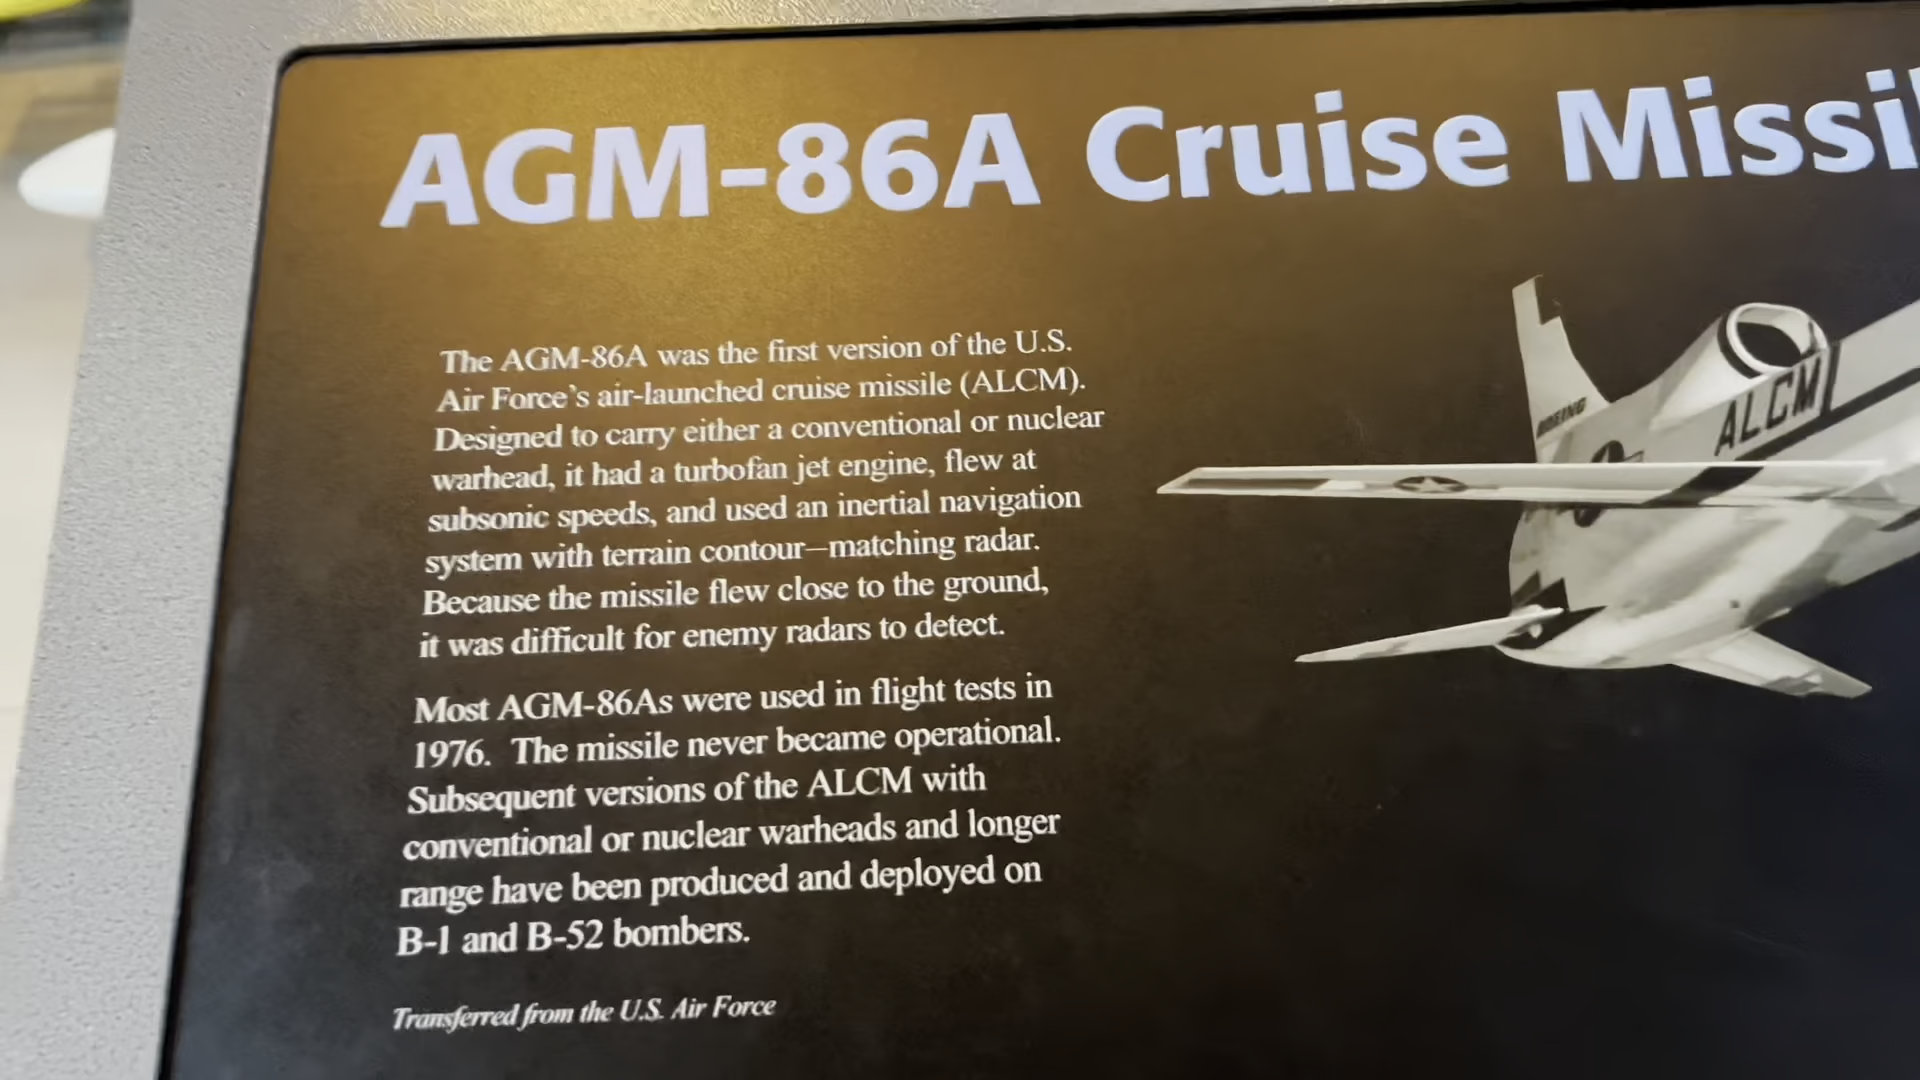 AGM-86A Cruise Missil
The AGM-86A was the first version of the U.S.
Air Force's air-launched cruise missile (ALCM).
Designed to carry either a conventional or nuclear
warhead, it had a turbofan jet engine, flew at
subsonic speeds, and used an inertial navigation
system with terrain contour—matching radar.
Because the missile flew close to the ground,
it was difficult for enemy radars to detect.
Most AGM-86As were used in flight tests in
1976.  The missile never became operational.
Subsequent versions of the ALCM with
conventional or nuclear warheads and longer
range have been produced and deployed on
B-1 and B-52 bombers.
Transferred from the U.S. Air Force
BOEING
ALCM